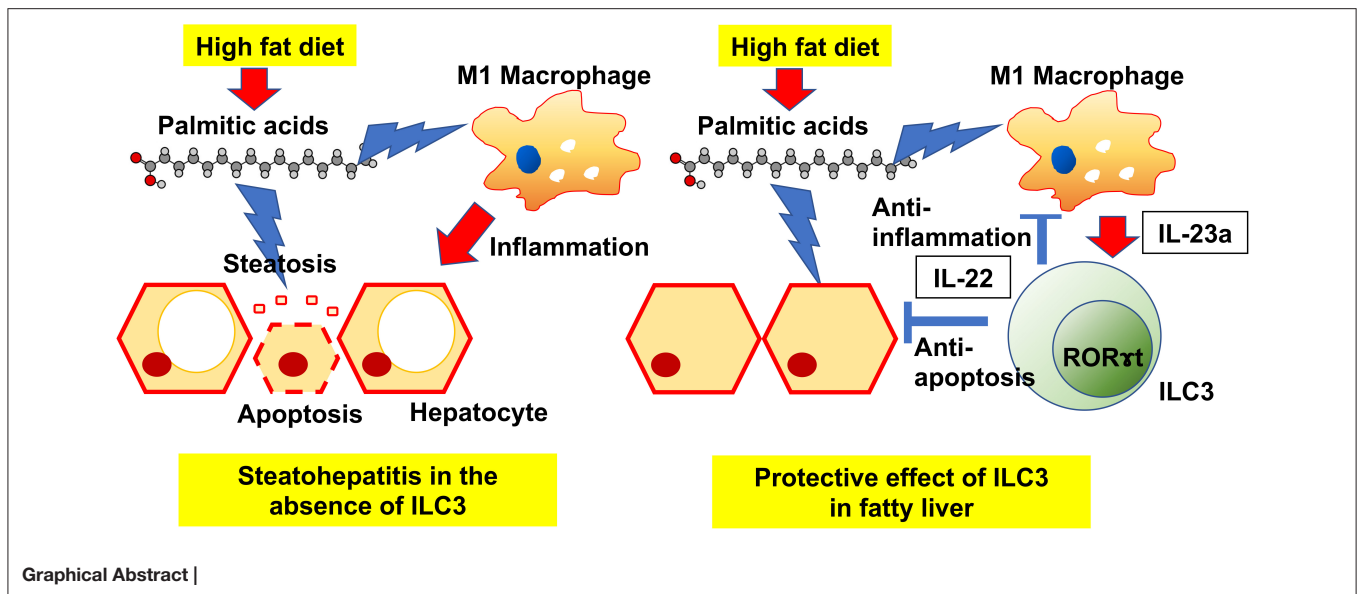 High fat diet
M1 Macrophage
Palmitic acids
Inflammation
Steatosis
Apoptosis
Hepatocyte
Steatohepatitis in the
absence of ILC3
High fat diet
M1 Macrophage
Palmitic acids
Anti-
inflammation
IL-23a
IL-22
Anti-
apoptosis
RORɤt
ILC3
Protective effect of ILC3
in fatty liver
Graphical Abstract |